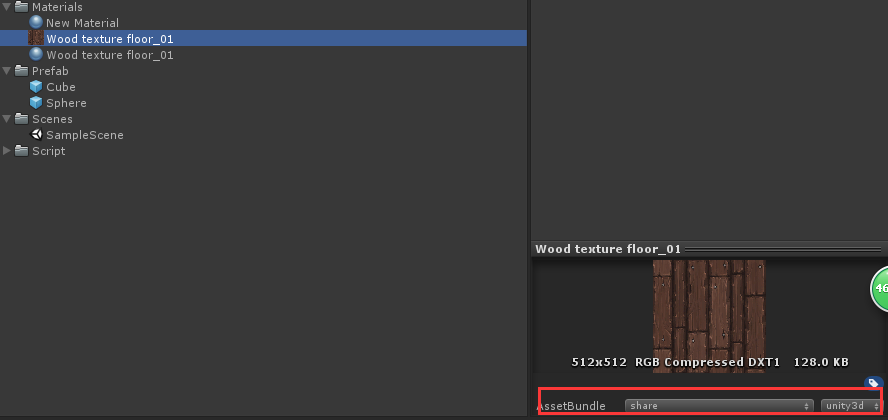 Materials
New Material
Wood texture floor_01
Wood texture floor_01
Prefab
Cube
Sphere
Scenes
SampleScene
Script
Wood texture floor_01
46
512x512 RGB Compressed DXT1 128.0 KB
AssetBundle share unity3d